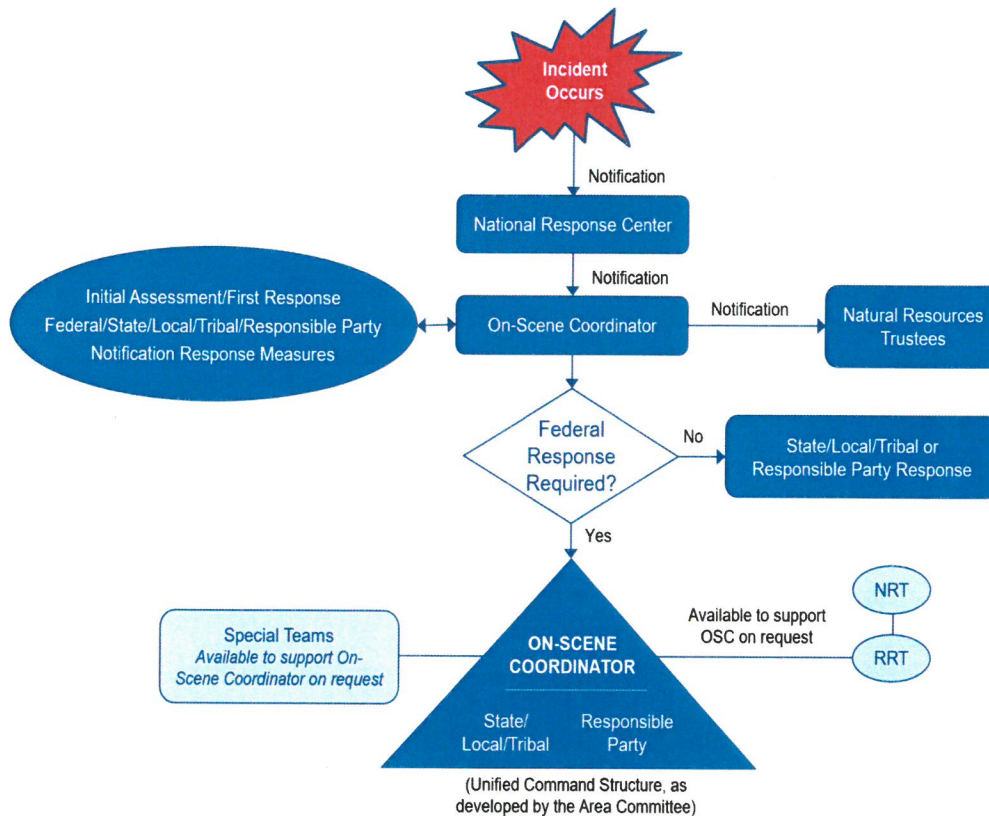 Incident
Occurs
Notification
National Response Center
Notification
Initial Assessment/First Response
Federal/State/Local/Tribal/Responsible Party
Notification Response Measures
On-Scene Coordinator
Notification
Natural Resources
Trustees
Federal
Response
Required?
No
State/Local/Tribal or
Responsible Party Response
Yes
Special Teams
Available to support On-
Scene Coordinator on request
ON-SCENE
COORDINATOR
State/
Local/Tribal
Responsible
Party
Available to support
OSC on request
NRT
RRT
(Unified Command Structure, as
developed by the Area Committee)